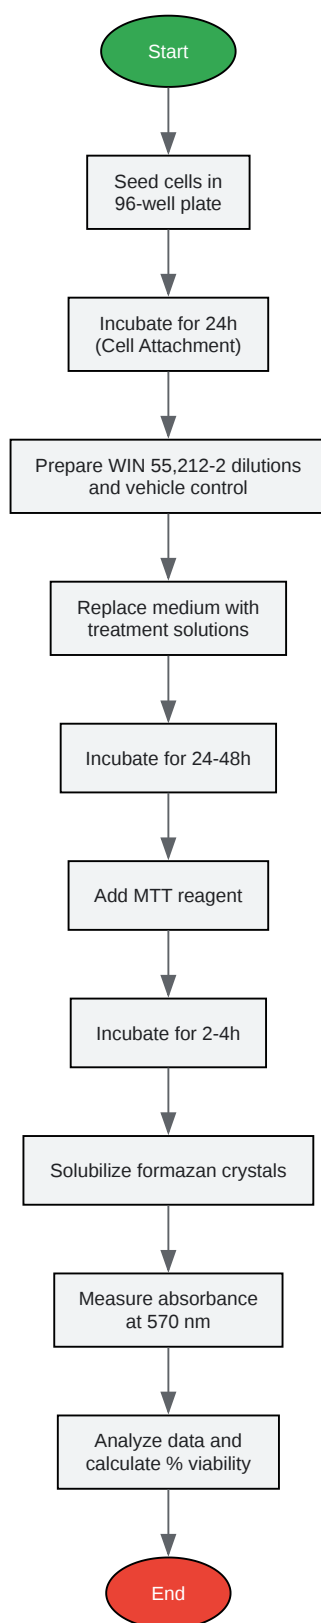 Start
Seed cells in
96-well plate
Incubate for 24h
(Cell Attachment)
Prepare WIN 55,212-2 dilutions
and vehicle control
Replace medium with
treatment solutions
Incubate for 24-48h
Add MTT reagent
Incubate for 2-4h
Solubilize formazan crystals
Measure absorbance
at 570 nm
Analyze data and
calculate % viability
End